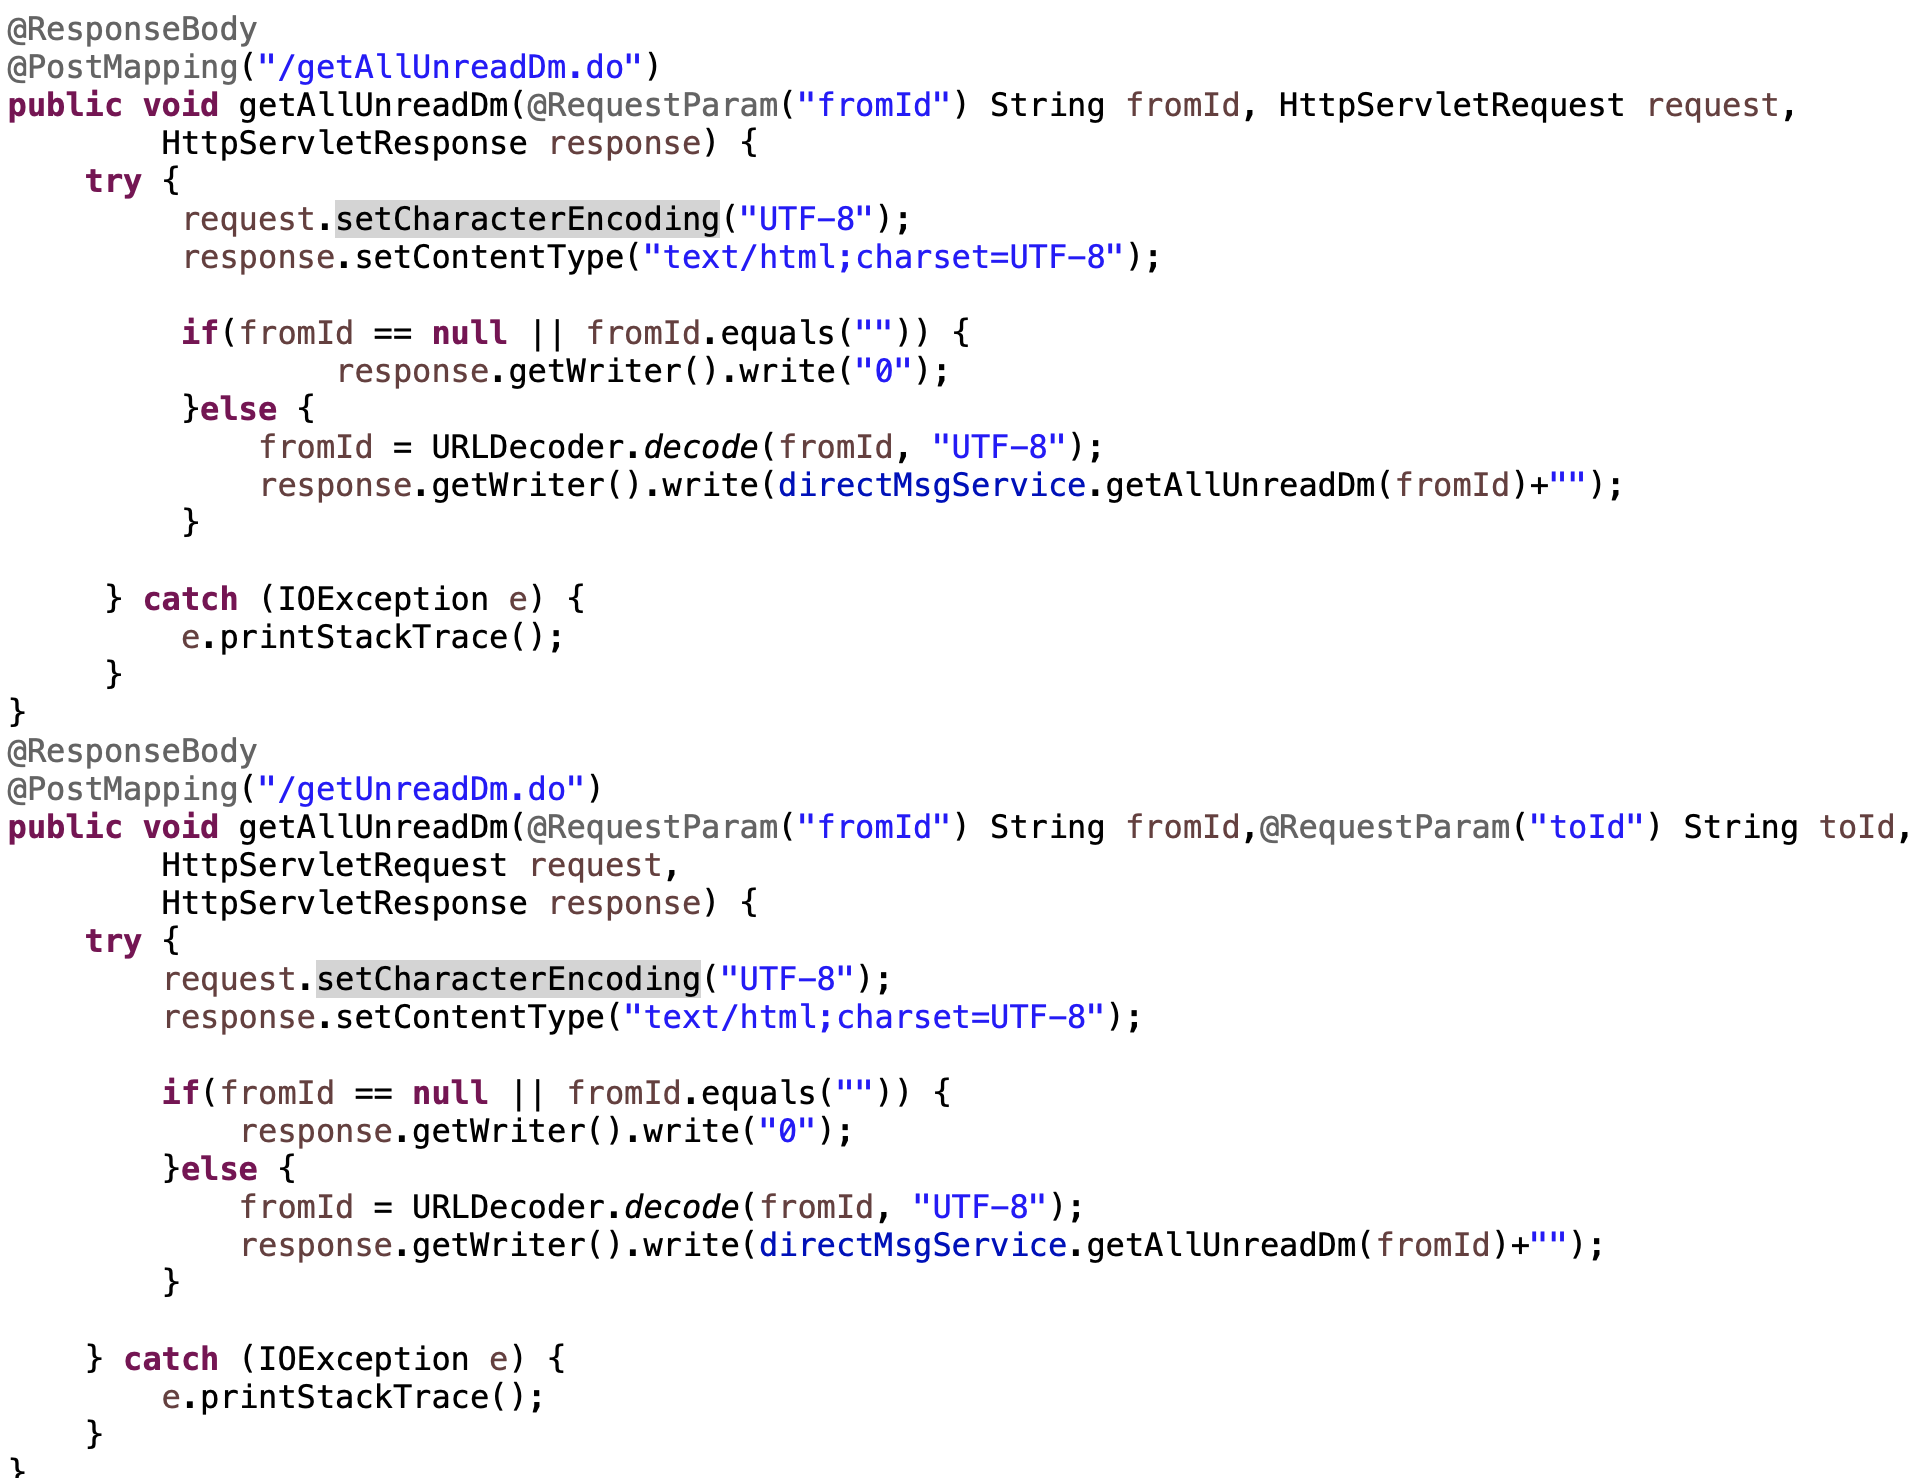 @ResponseBody
@PostMapping("/getAllUnreadDm.do")
public void getAllUnreadDm(@RequestParam("fromId") String fromId, HttpServletRequest request,
        HttpServletResponse response) {
    try {
         request.setCharacterEncoding("UTF-8");
         response.setContentType("text/html;charset=UTF-8");

         if(fromId == null || fromId.equals("")) {
                 response.getWriter().write("0");
         }else {
             fromId = URLDecoder.decode(fromId, "UTF-8");
             response.getWriter().write(directMsgService.getAllUnreadDm(fromId)+"");
         }

     } catch (IOException e) {
         e.printStackTrace();
     }
}
@ResponseBody
@PostMapping("/getUnreadDm.do")
public void getAllUnreadDm(@RequestParam("fromId") String fromId,@RequestParam("toId") String toId,
        HttpServletRequest request,
        HttpServletResponse response) {
    try {
        request.setCharacterEncoding("UTF-8");
        response.setContentType("text/html;charset=UTF-8");

        if(fromId == null || fromId.equals("")) {
            response.getWriter().write("0");
        }else {
            fromId = URLDecoder.decode(fromId, "UTF-8");
            response.getWriter().write(directMsgService.getAllUnreadDm(fromId)+"");
        }

    } catch (IOException e) {
        e.printStackTrace();
    }
}